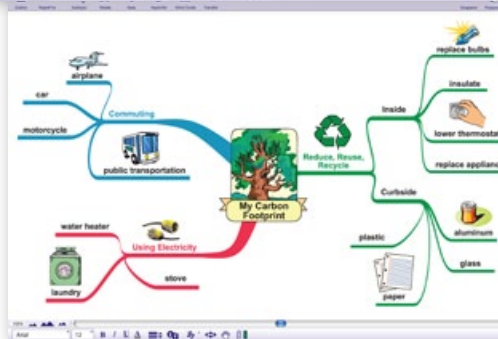 airplane
car
Commuting
motorcycle
public transportation
water heater
Using Electricity
laundry
stove
My Carbon
Footprint
Reduce, Reuse,
Recycle
Inside
replace bulbs
insulate
lower thermosta
replace applianc
Curbside
plastic
aluminum
glass
paper
Arial
12